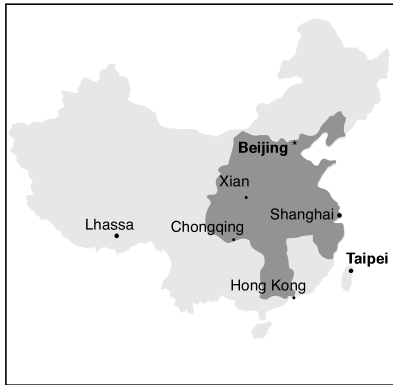 Beijing
Xian
Shanghai
Lhassa
Chongqing
Taipei
Hong Kong